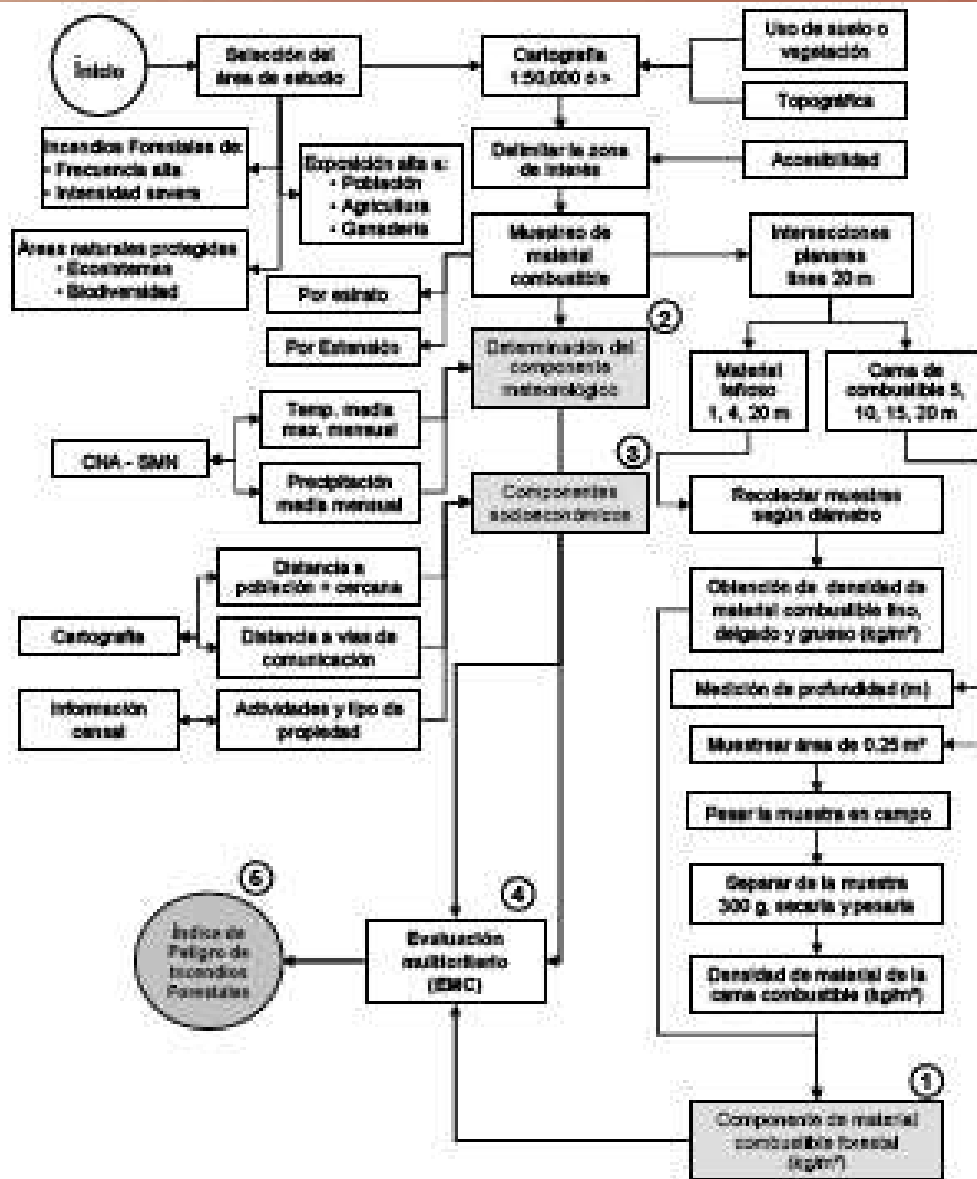 Inicio
Selección del
área de estudio
Cartografía
1:50,000 ó >
Uso de suelo o
vegetación
Topográfica
Incendios Forestales de:
• Frecuencia alta
• Intensidad severa
Exposición alta a:
• Población
• Agricultura
• Ganadería
Delimitar la zona
de interés
Accesibilidad
Áreas naturales protegidas
• Ecosistemas
• Biodiversidad
Muestreo de
material
combustible
Intersecciones
planares
línea 20 m
Por estrato
Por Extensión
2
Determinación del
componente
meteorológico
Material
leñoso
1, 4, 20 m
Cama de
combustible 5,
10, 15, 20 m
Temp. media
max. mensual
CNA - SMN
Precipitación
media mensual
3
Componentes
socioeconómicos
Recolectar muestras
según diámetro
Distancia a
población + cercana
Obtención de densidad de
material combustible fino,
delgado y grueso (kg/m²)
Cartografía
Distancia a vías de
comunicación
Medición de profundidad (m)
Información
censal
Actividades y tipo de
propiedad
Muestrear área de 0.25 m²
Pesar la muestra en campo
5
Índice de
Peligro de
Incendios
Forestales
4
Evaluación
multicriterio
(EMC)
Separar de la muestra
300 g, secarla y pesarla
Densidad de material de la
cama combustible (kg/m²)
1
Componente de material
combustible forestal
(kg/m²)